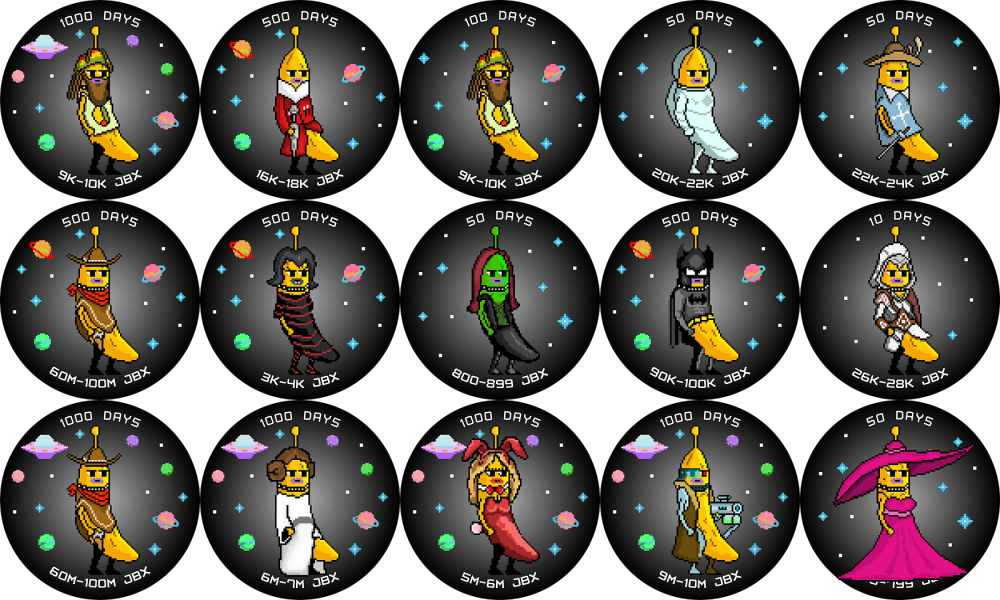 1000 DAYS
9K-10K JBX
500 DAYS
16K-18K JBX
100 DAYS
9K-10K JBX
50 DAYS
20K-22K JBX
50 DAYS
22K-24K JBX
500 DAYS
60M-100M JBX
500 DAYS
3K-4K JBX
50 DAYS
800-899 JBX
500 DAYS
90K-100K JBX
10 DAYS
26K-28K JBX
1000 DAYS
60M-100M JBX
1000 DAYS
6M-7M JBX
1000 DAYS
5M-6M JBX
1000 DAYS
9M-10M JBX
50 DAYS
JBX